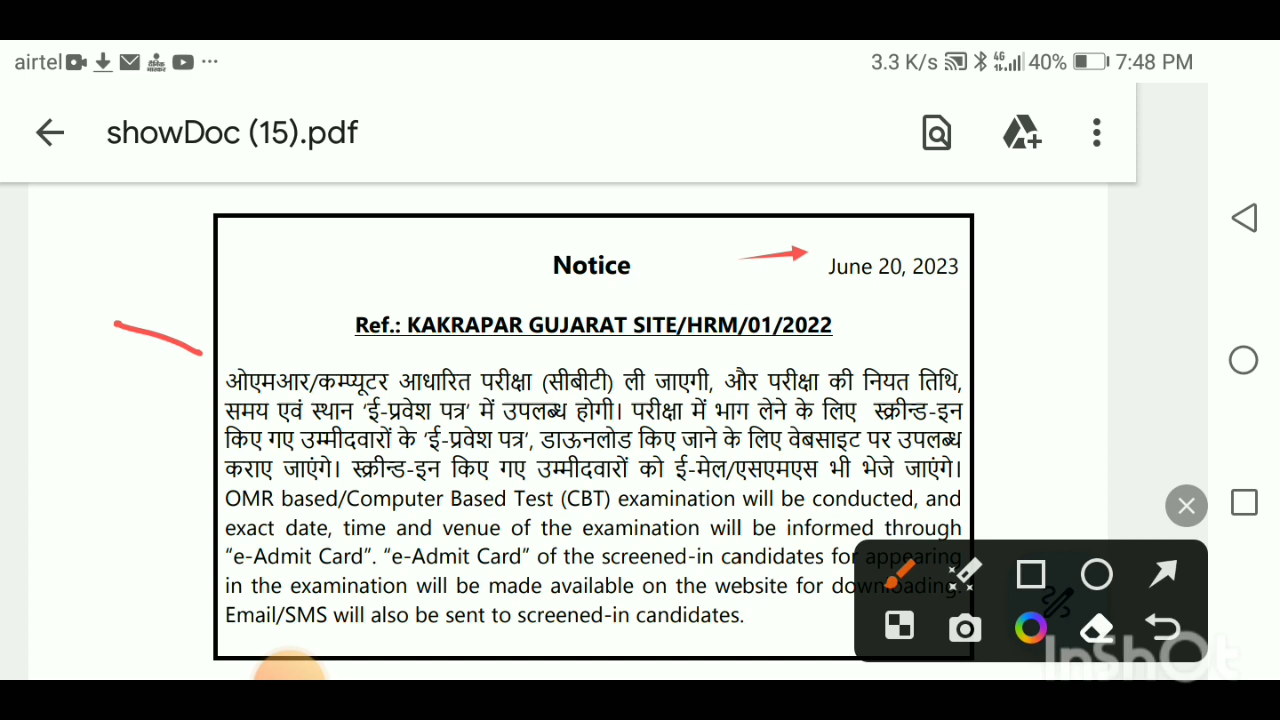 airtel ... 3.3 K/s 4G 40% 7:48 PM
showDoc (15).pdf
Notice
June 20, 2023
Ref.: KAKRAPAR GUJARAT SITE/HRM/01/2022
ओएमआर/कम्प्यूटर आधारित परीक्षा (सीबीटी) ली जाएगी, और परीक्षा की नियत तिथि,
समय एवं स्थान ‘ई-प्रवेश पत्र’ में उपलब्ध होगी। परीक्षा में भाग लेने के लिए स्क्रीन्ड-इन
किए गए उम्मीदवारों के ‘ई-प्रवेश पत्र’, डाऊनलोड किए जाने के लिए वेबसाइट पर उपलब्ध
कराए जाएंगे। स्क्रीन्ड-इन किए गए उम्मीदवारों को ई-मेल/एसएमएस भी भेजे जाएंगे।
OMR based/Computer Based Test (CBT) examination will be conducted, and
exact date, time and venue of the examination will be informed through
“e-Admit Card”. “e-Admit Card” of the screened-in candidates for appearing
in the examination will be made available on the website for downloading.
Email/SMS will also be sent to screened-in candidates.
InShOt